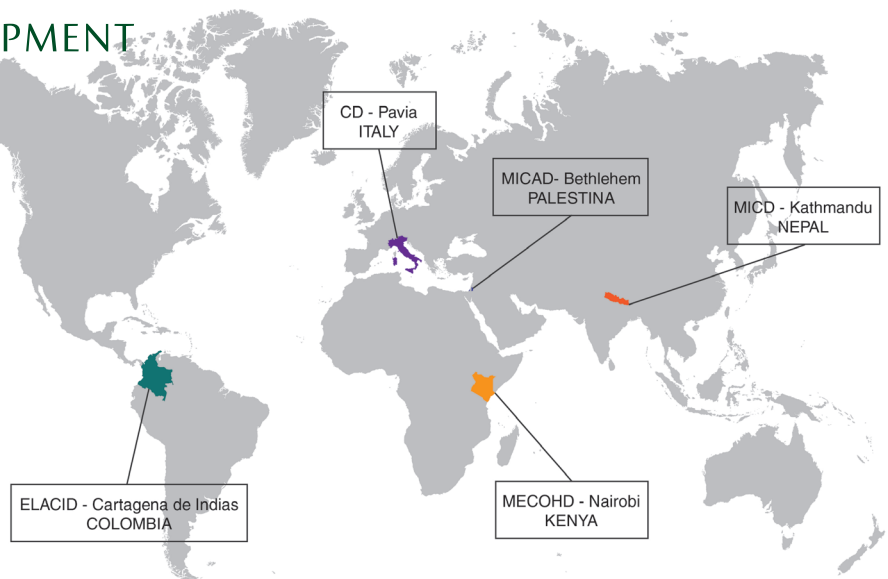 PMENT
CD - Pavia
ITALY
MICAD- Bethlehem
PALESTINA
MICD - Kathmandu
NEPAL
ELACID - Cartagena de Indias
COLOMBIA
MECOHD - Nairobi
KENYA